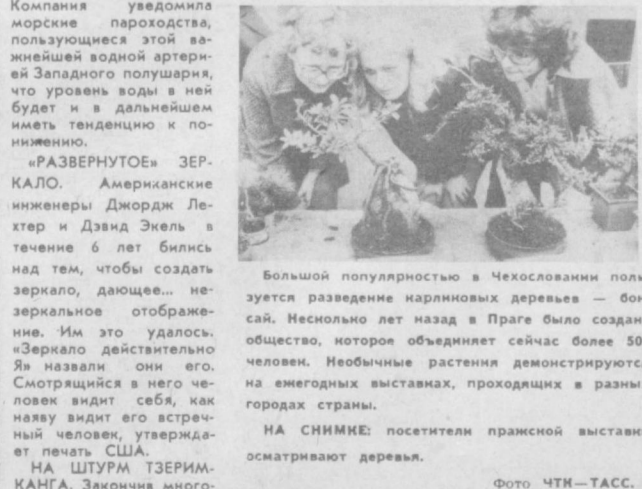 Компания уведомила
морские пароходства,
пользующиеся этой ва-
жнейшей водной артери-
ей Западного полушария,
что уровень воды в ней
будет и в дальнейшем
иметь тенденцию к по-
нижению.
«РАЗВЕРНУТОЕ» ЗЕР-
КАЛО. Американские
инженеры Джордж Ле-
хтер и Дэвид Экель в
течение 6 лет бились
над тем, чтобы создать
зеркало, дающее... не-
зеркальное отображе-
ние. Им это удалось.
«Зеркало действительно
Я» назвали они его.
Смотрящийся в него че-
ловек видит себя, как
наяву видит его встреч-
ный человек, утвержда-
ет печать США.
НА ШТУРМ ТЗЕРИМ-
КАНГА. Закончив много-
Большой популярностью в Чехословакии поль
зуется разведение карликовых деревьев — бон
сай. Несколько лет назад в Праге было создан
общество, которое объединяет сейчас более 50
человек. Необычные растения демонстрируютс
на ежегодных выставках, проходящих в разны
городах страны.
НА СНИМКЕ: посетители пражской выставк
осматривают деревья.
Фото ЧТК—ТАСС.